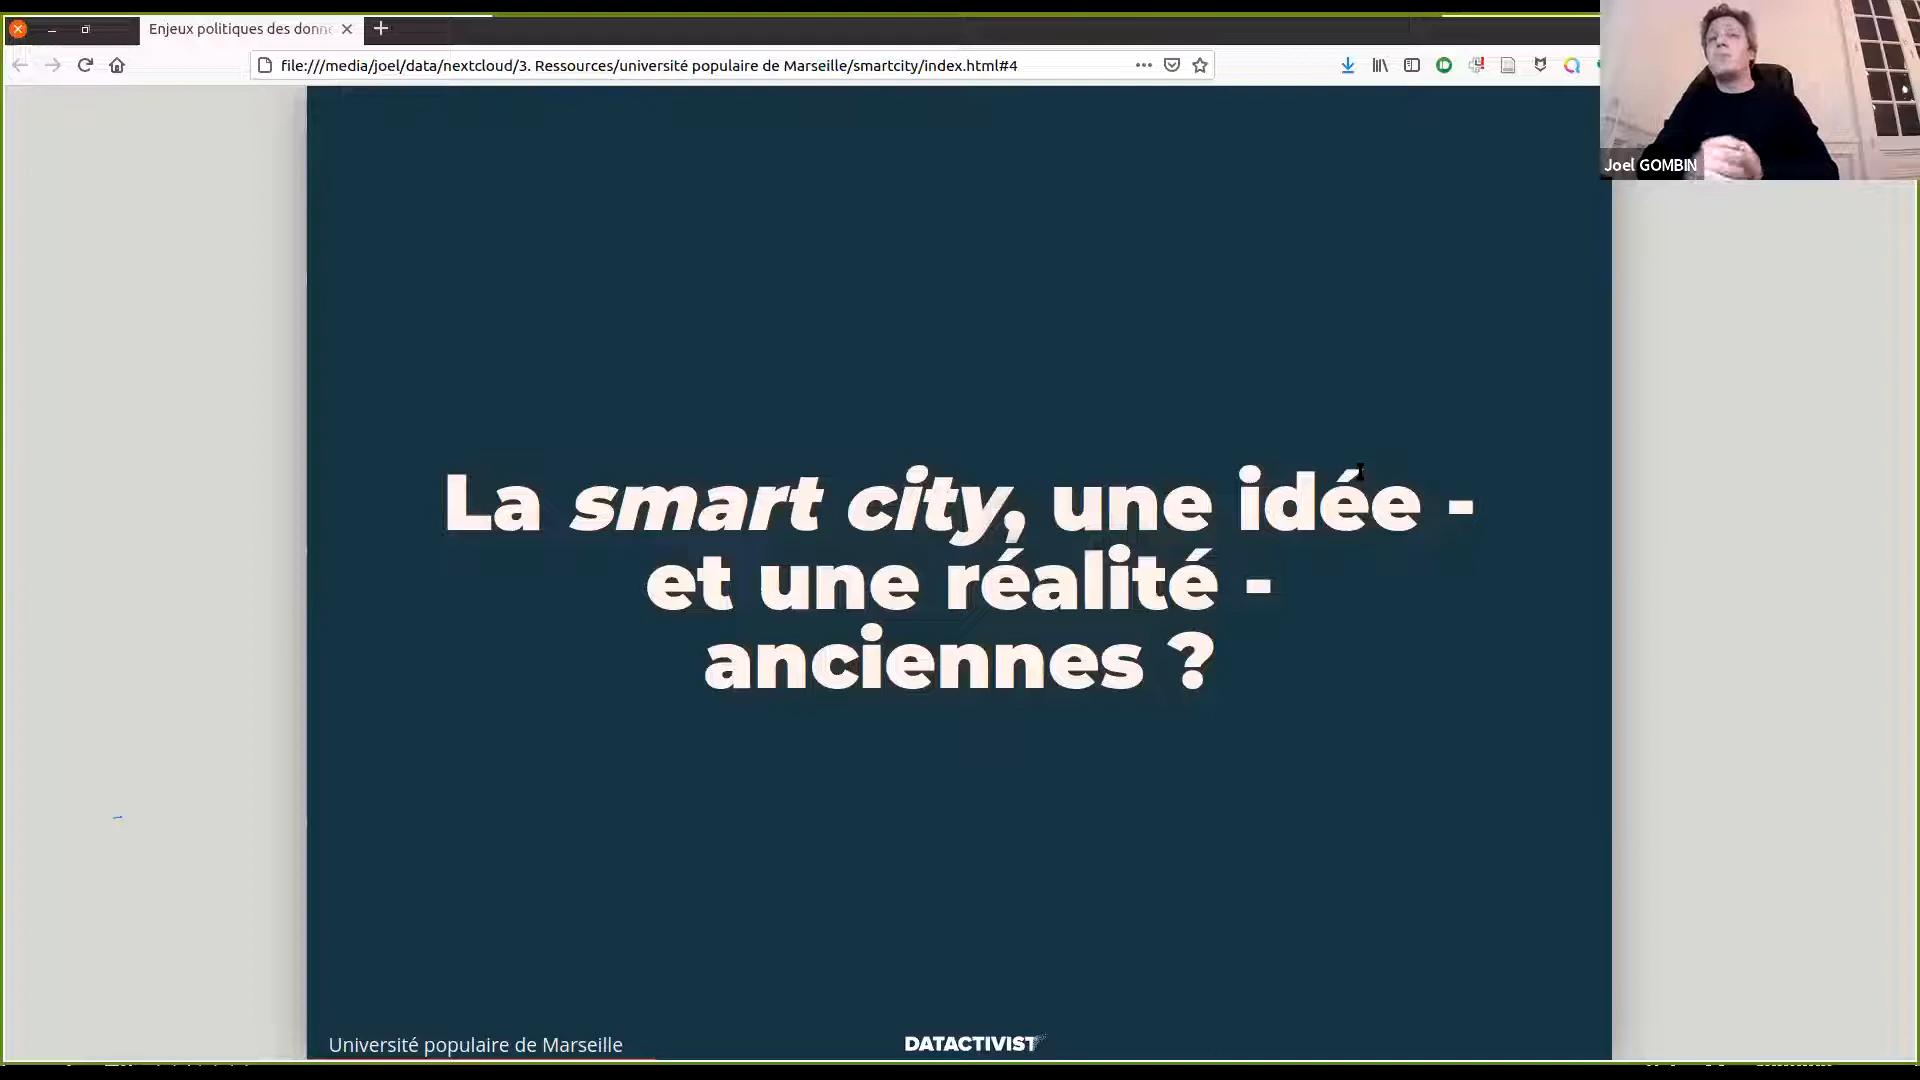 Enjeux politiques des donn
file:///media/joel/data/nextcloud/3. Ressources/université populaire de Marseille/smartcity/index.html#4
Joel GOMBIN
La smart city, une idée -
et une réalité -
anciennes ?
Université populaire de Marseille
DATACTIVIST